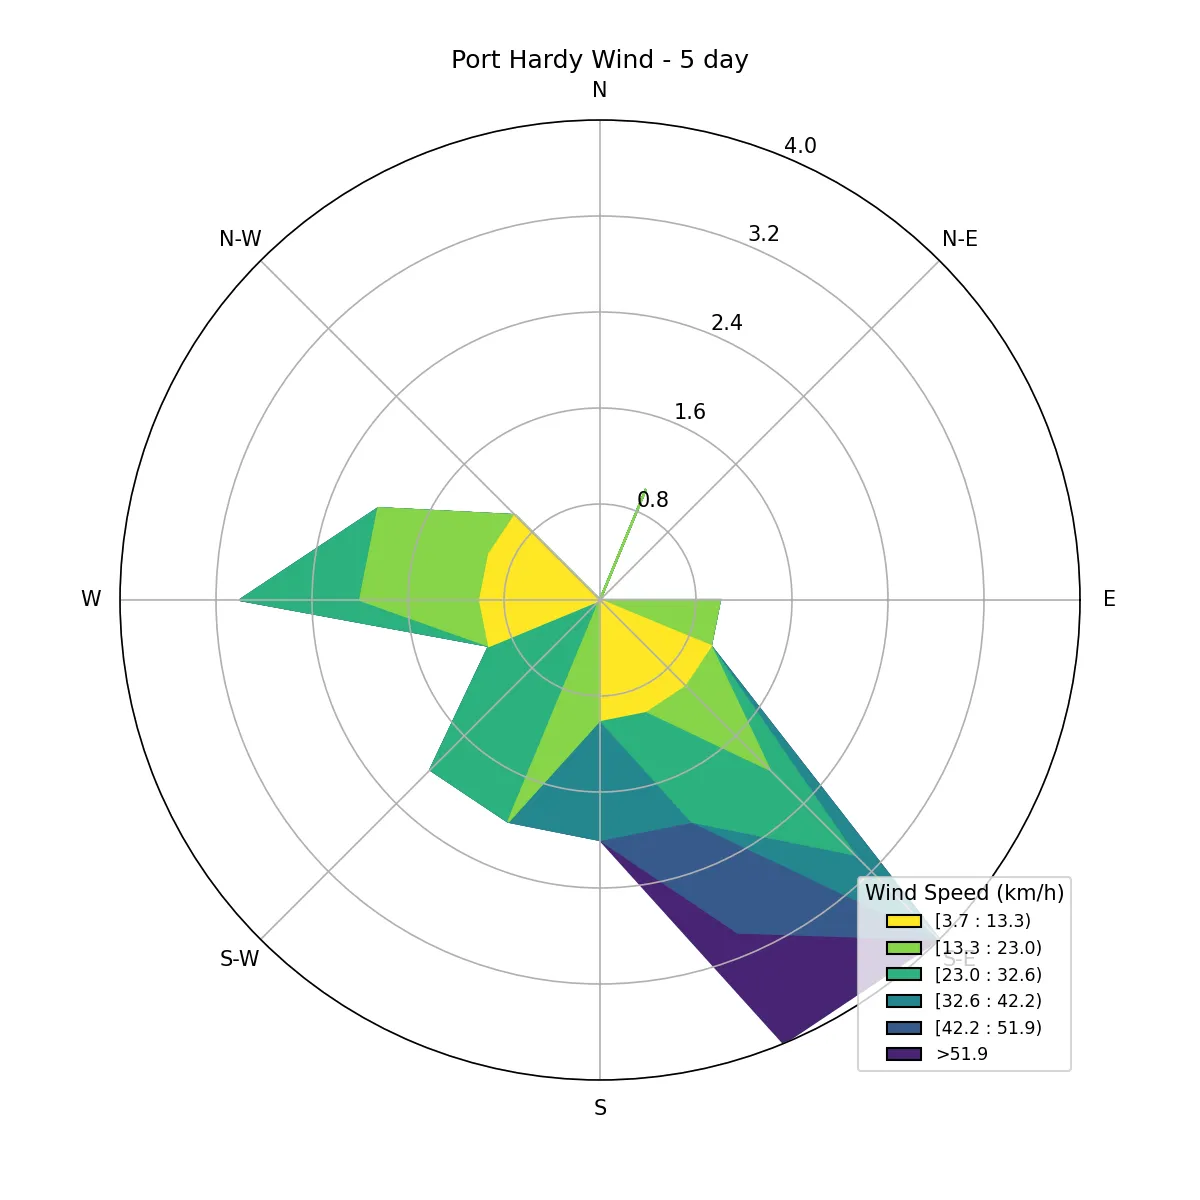 Port Hardy Wind - 5 day
N
4.0
N-W
3.2
N-E
2.4
1.6
0.8
W
E
Wind Speed (km/h)
[3.7 : 13.3)
[13.3 : 23.0)
S-W
S-E
[23.0 : 32.6)
[32.6 : 42.2)
[42.2 : 51.9)
>51.9
S